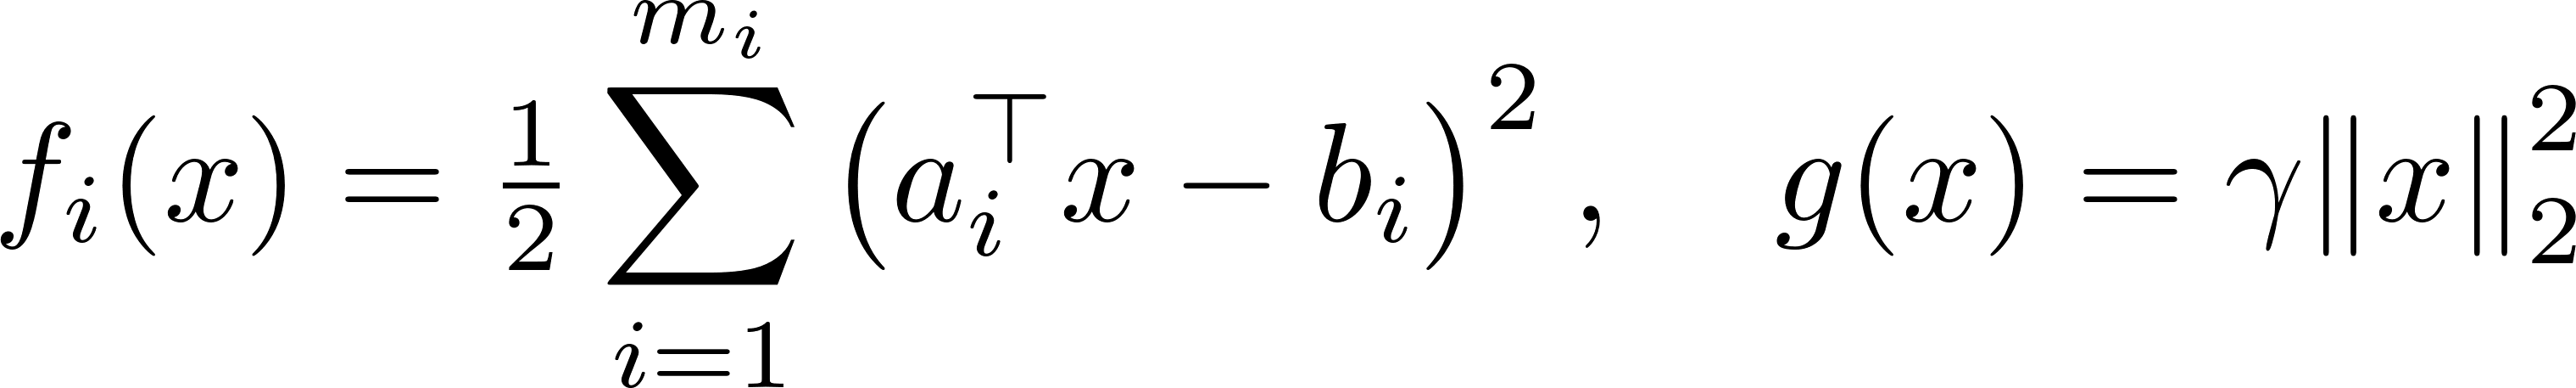 f_i(x) = \frac{1}{2} \sum_{i=1}^{m_i} \left( a_i^\top x - b_i \right)^2 , \quad g(x) = \gamma \|x\|_2^2